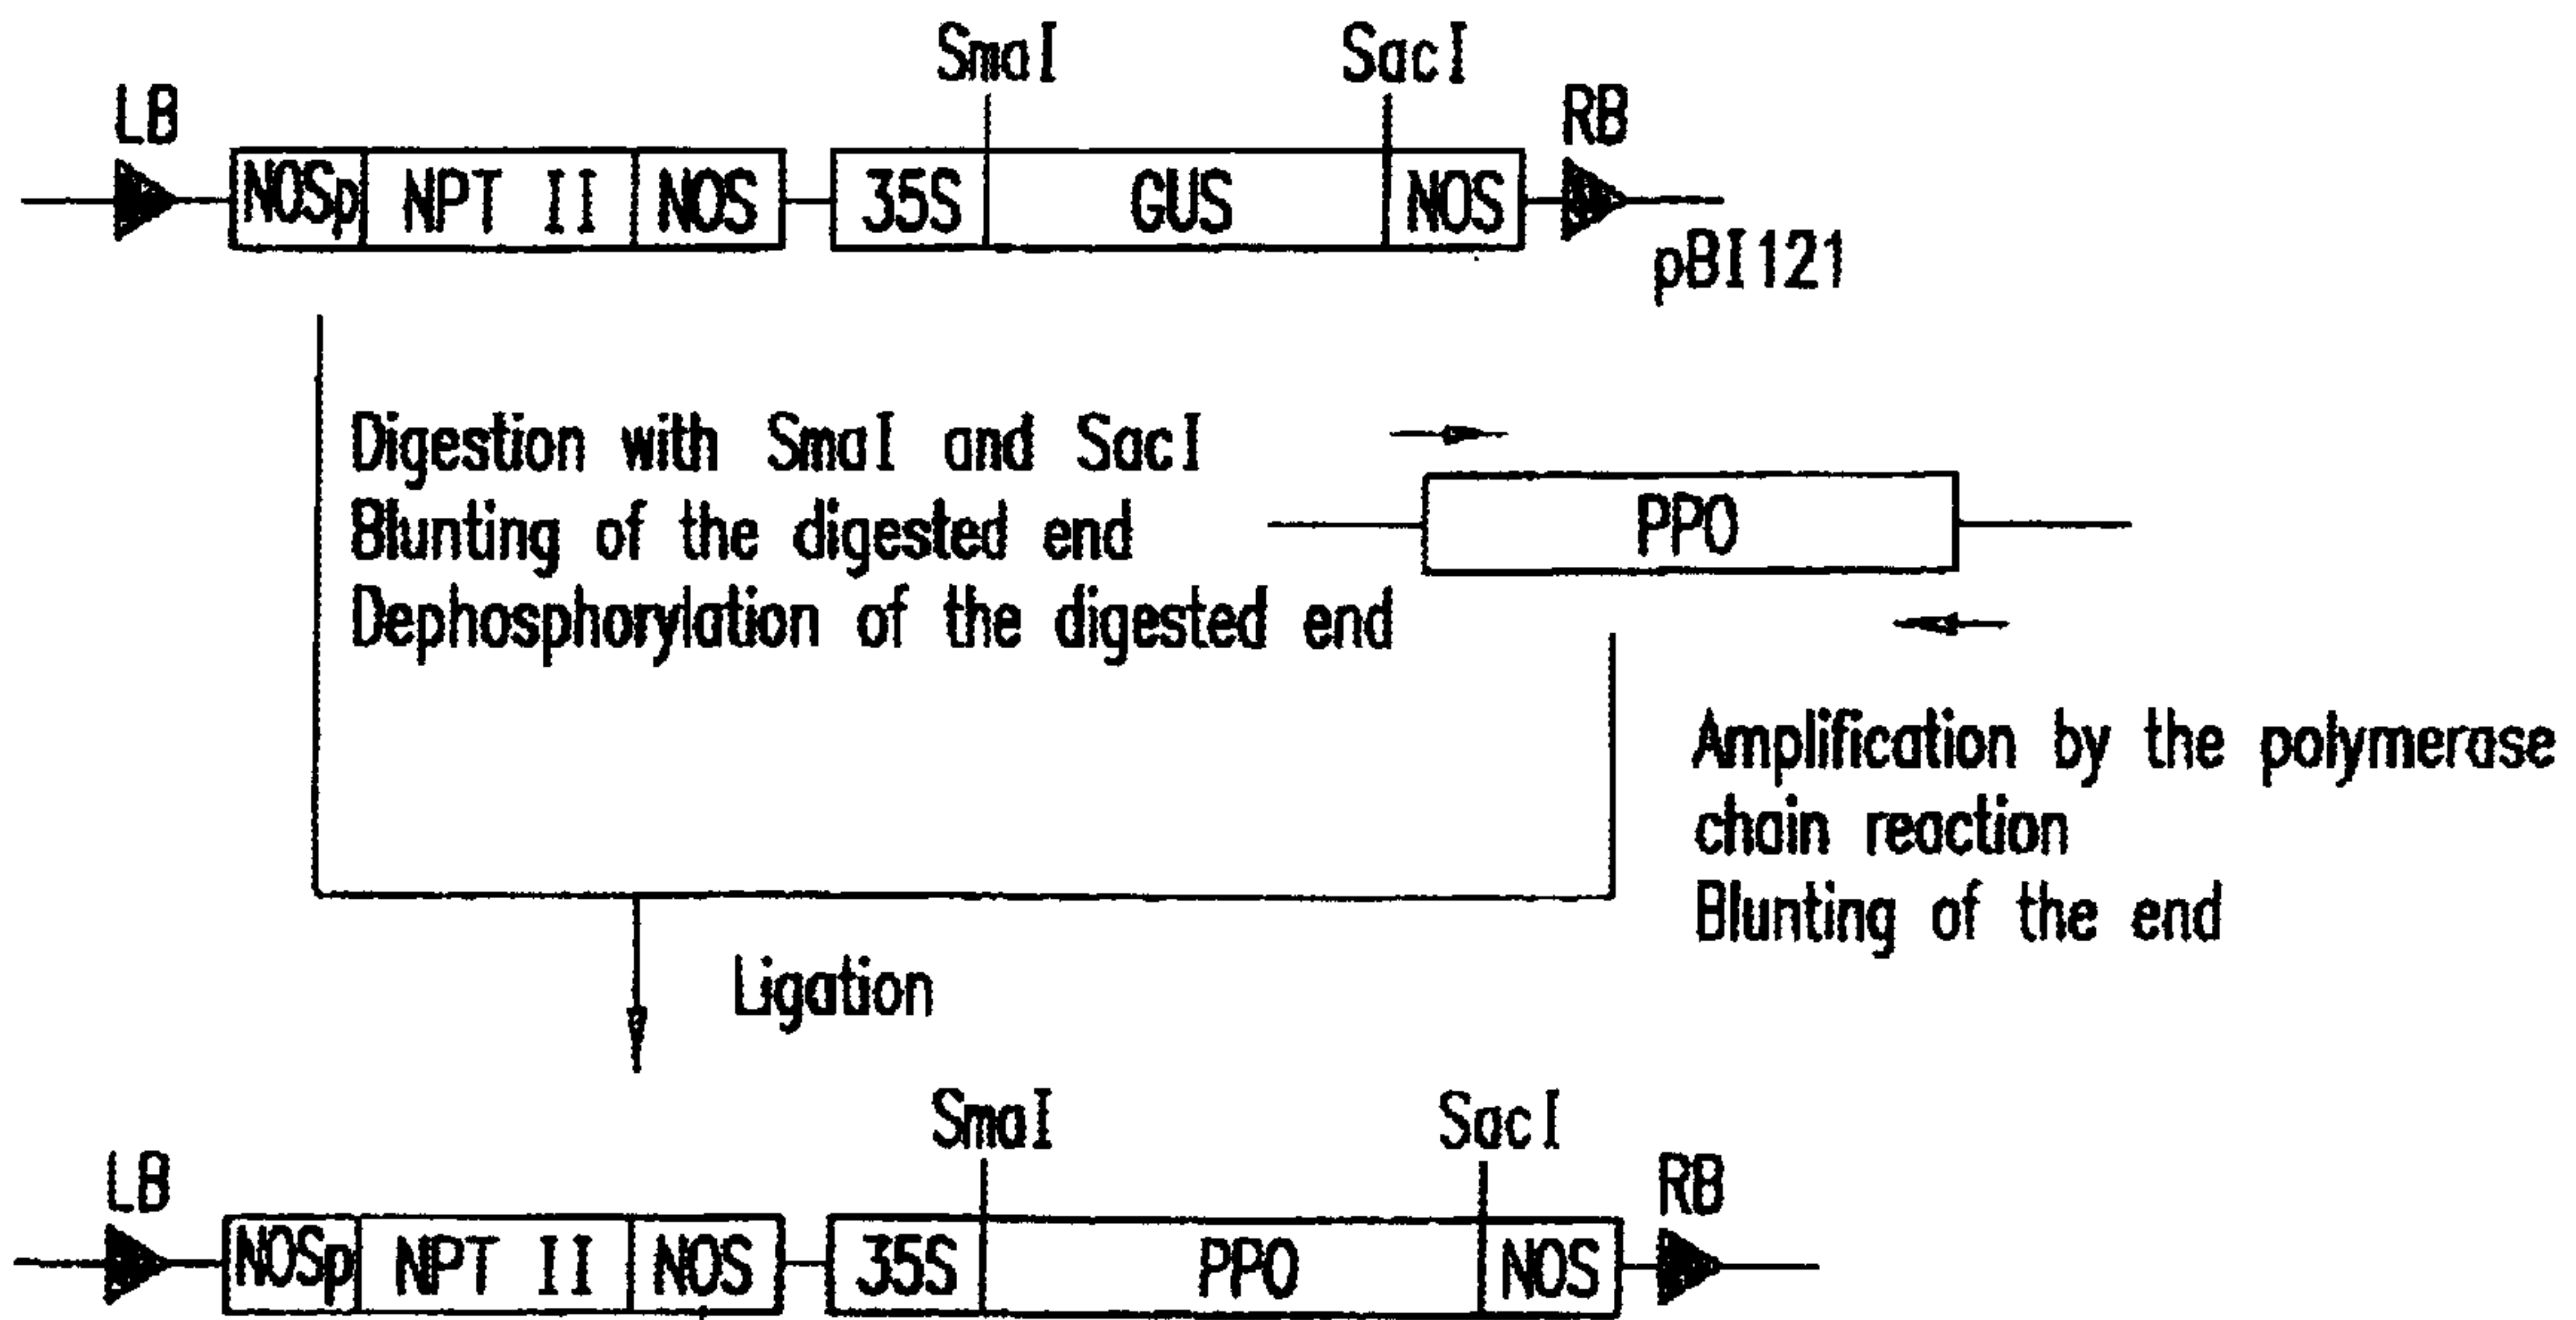 SmaI SacI
LB RB
NOSp NPT II NOS 35S GUS NOS
pBI121
Digestion with SmaI and SacI
Blunting of the digested end
Dephosphorylation of the digested end
PPO
Amplification by the polymerase
chain reaction
Blunting of the end
Ligation
SmaI SacI
LB RB
NOSp NPT II NOS 35S PPO NOS